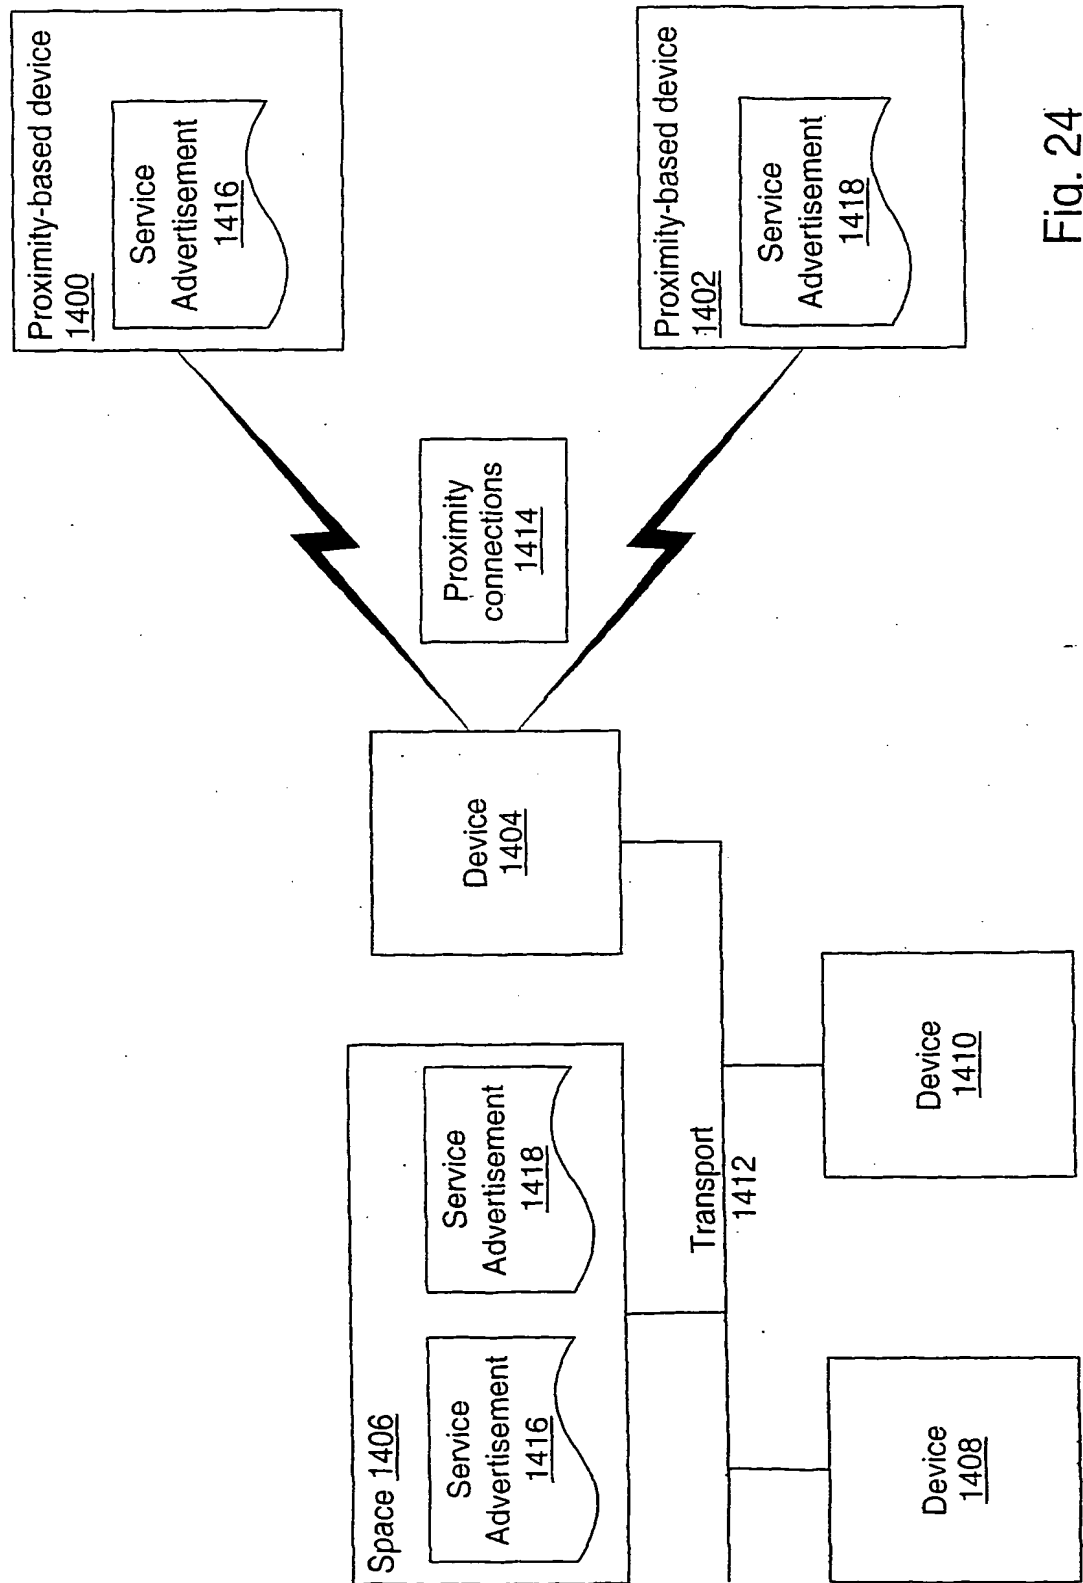 Space 1406
Service
Advertisement
1416
Service
Advertisement
1418
Device
1404
Proximity
connections
1414
Proximity-based device
1400
Service
Advertisement
1416
Transport
1412
Device
1408
Device
1410
Proximity-based device
1402
Service
Advertisement
1418
Fig. 24